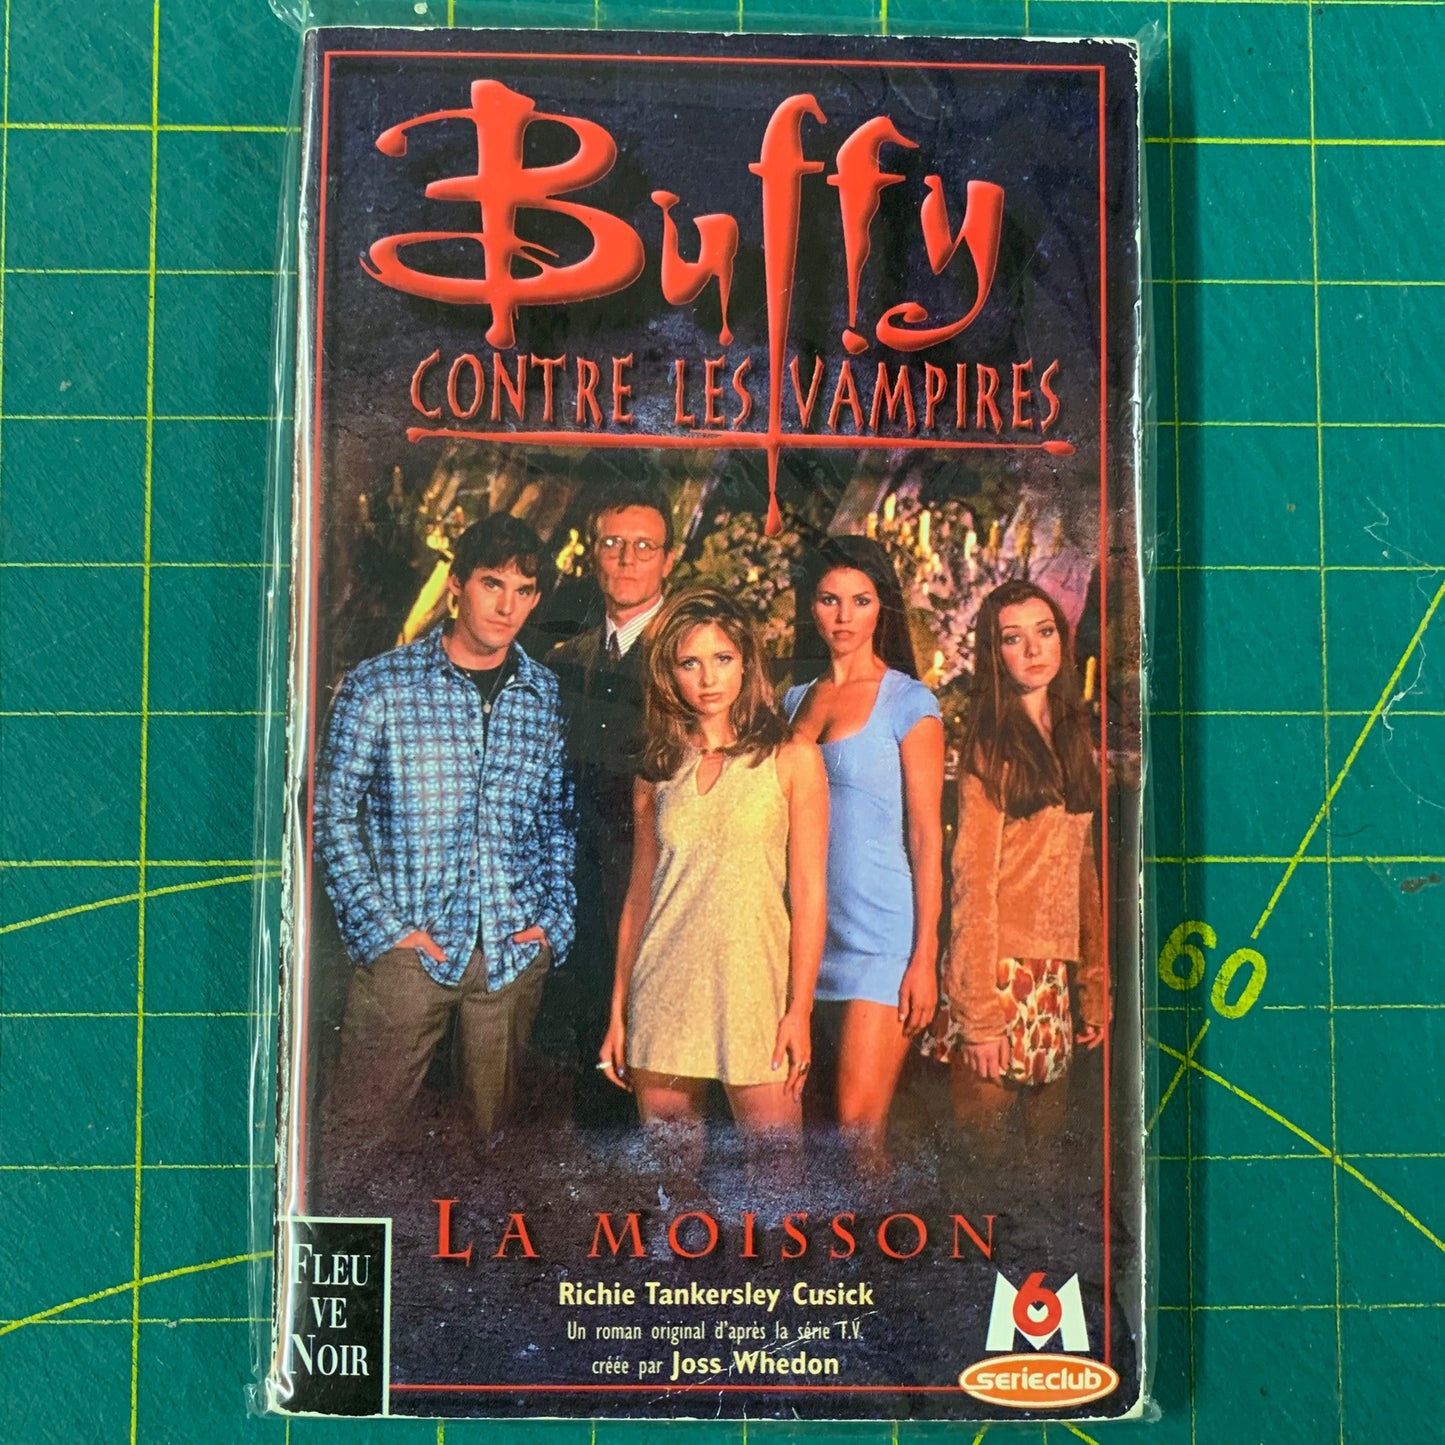 Buffy
CONTRE LES VAMPIRES
LA MOISSON
Richie Tankersley Cusick
Un roman original d'après la série T.V.
créée par Joss Whedon
FLEU
VE
NOIR
M6
serieclub
60